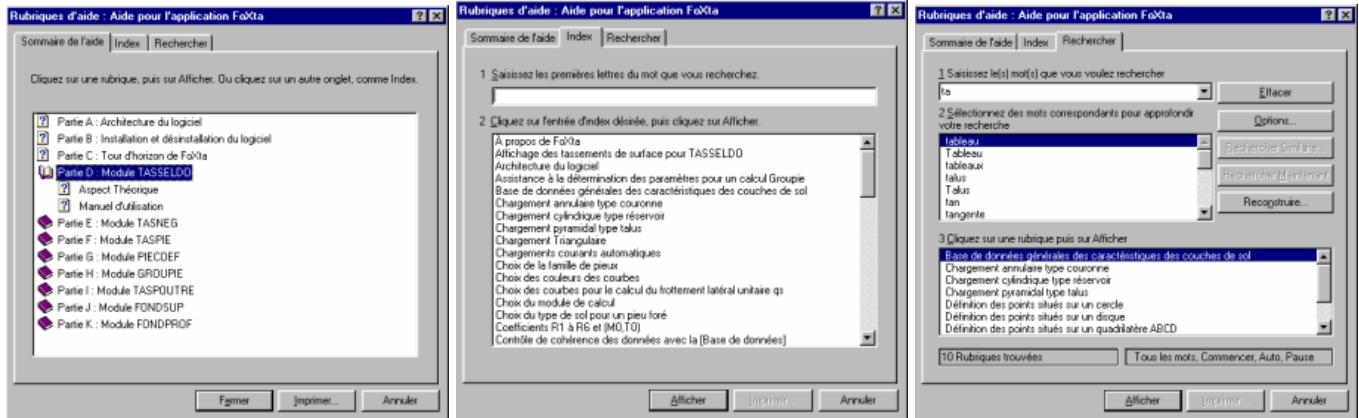 Rubriques d'aide : Aide pour l'application FoXta
Sommaire de l'aide Index Rechercher
Cliquez sur une rubrique, puis sur Afficher. Ou cliquez sur un autre onglet, comme Index.
Partie A : Architecture du logiciel
Partie B : Installation et désinstallation du logiciel
Partie C : Tour d'horizon de FoXta
Partie D : Module TASSELDO
Aspect Théorique
Manuel d'utilisation
Partie E : Module TASNEG
Partie F : Module TASPIE
Partie G : Module PIECOEF
Partie H : Module GROUPIE
Partie I : Module TASPOUTRE
Partie J : Module FONDSUP
Partie K : Module FONDPROF
Fermer Imprimer... Annuler
Rubriques d'aide : Aide pour l'application FoXta
Sommaire de l'aide Index Rechercher
1 Saisissez les premières lettres du mot que vous recherchez.
2 Cliquez sur l'entrée d'index désirée, puis cliquez sur Afficher.
A propos de FoXta
Affichage des tassements de surface pour TASSELDO
Architecture du logiciel
Assistance à la détermination des paramètres pour un calcul Groupie
Base de données générales des caractéristiques des couches de sol
Chargement annulaire type couronne
Chargement cylindrique type réservoir
Chargement pyramidal type talus
Chargement Triangulaire
Chargements courants automatiques
Choix de la famille de pieux
Choix des couleurs des courbes
Choix des courbes pour le calcul du frottement latéral unitaire qs
Choix du module de calcul
Choix du type de sol pour un pieu foré
Coefficients R1 à R6 et (M0,T0)
Contrôle de cohérence des données avec la (Base de données)
Afficher Imprimer... Annuler
Rubriques d'aide : Aide pour l'application FoXta
Sommaire de l'aide Index Rechercher
1 Saisissez le(s) mot(s) que vous voulez rechercher
ta
Effacer
2 Sélectionnez des mots correspondants pour approfondir
votre recherche
Options...
tableau
Tableau
tableaux
talus
Talus
tan
tangente
Rechercher Similaire...
Rechercher Maintenant
Reconstruire...
3 Cliquez sur une rubrique puis sur Afficher
Base de données générales des caractéristiques des couches de sol
Chargement annulaire type couronne
Chargement cylindrique type réservoir
Chargement pyramidal type talus
Définition des points situés sur un cercle
Définition des points situés sur un disque
Définition des points situés sur un quadrilatère ABCD
10 Rubriques trouvées Tous les mots, Commencer, Auto, Pause
Afficher Imprimer... Annuler